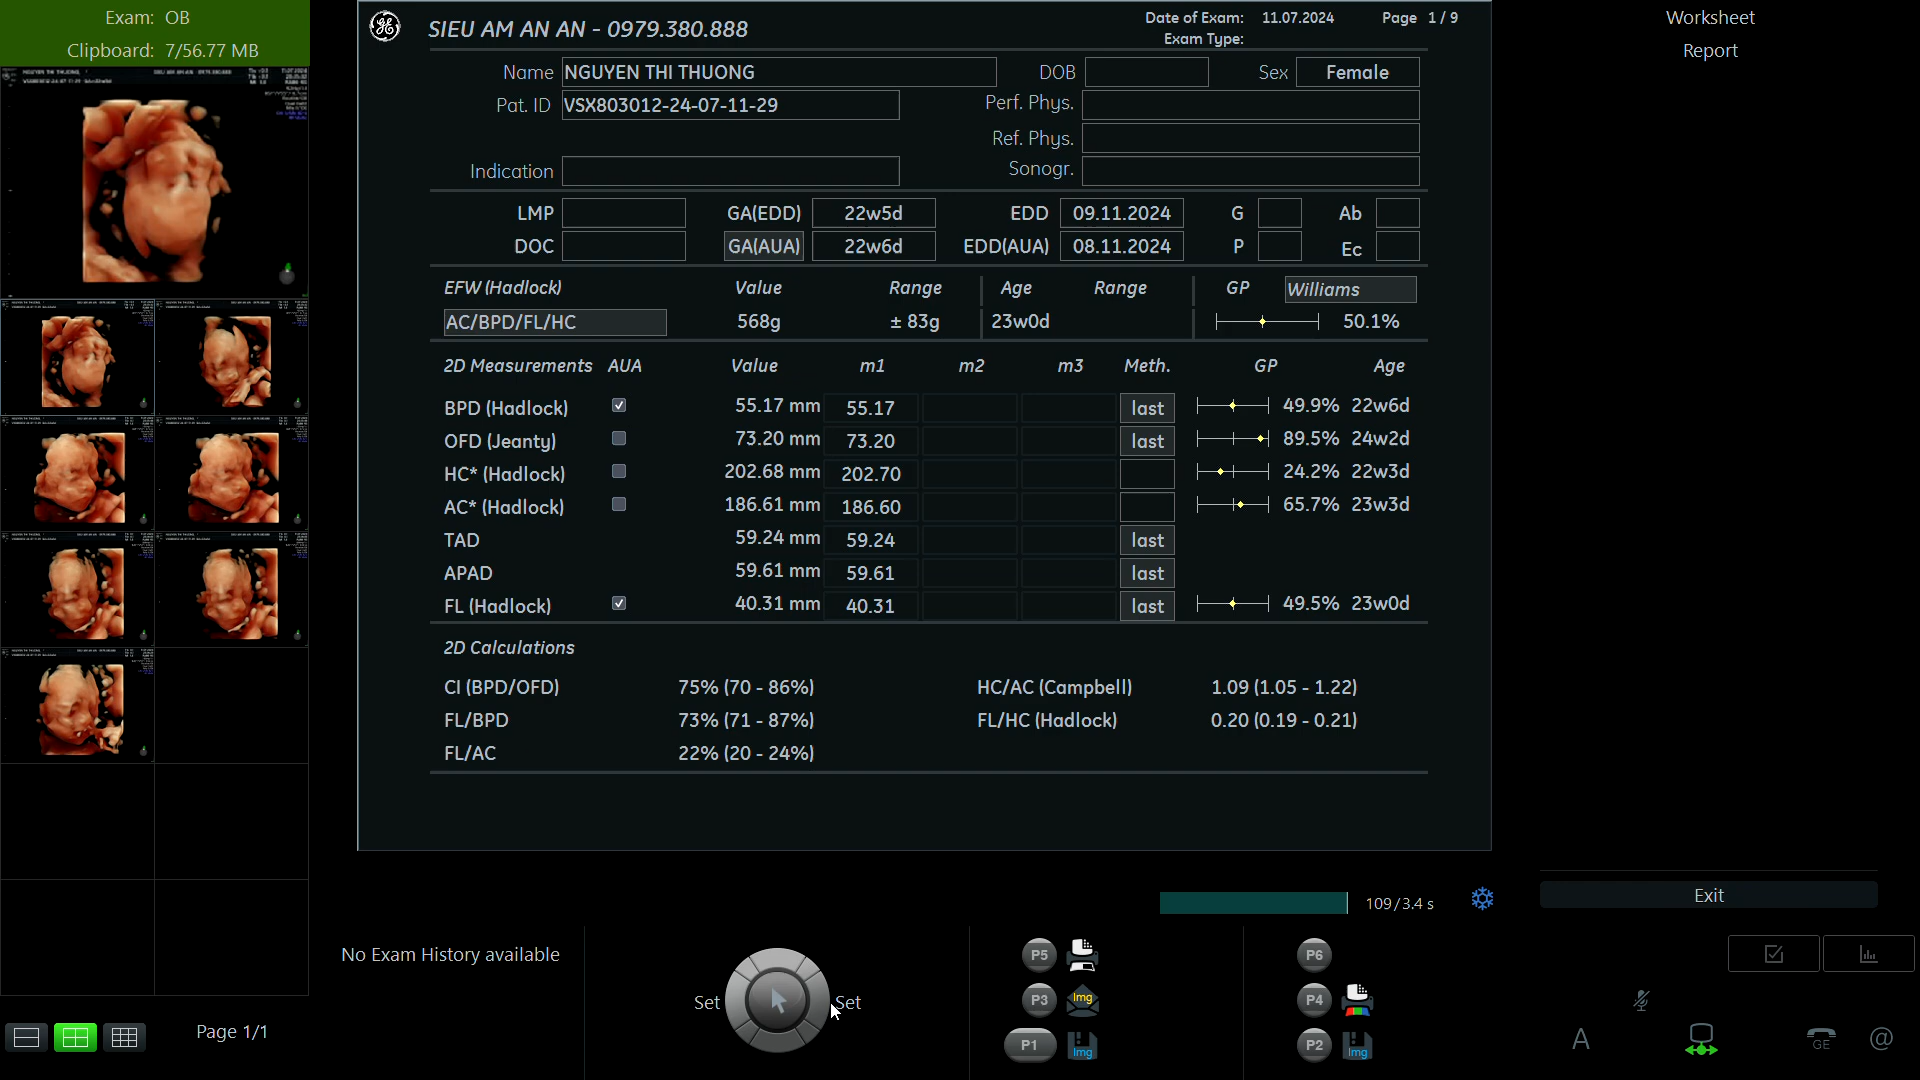 Exam: OB
Clipboard: 7/56.77 MB
SIEU AM AN AN - 0979.380.888
Date of Exam: 11.07.2024 Page 1 / 9
Exam Type:
Name NGUYEN THI THUONG DOB Sex Female
Pat. ID VSX803012-24-07-11-29 Perf. Phys.
Ref. Phys.
Indication Sonogr.
LMP GA(EDD) 22w5d EDD 09.11.2024 G Ab
DOC GA(AUA) 22w6d EDD(AUA) 08.11.2024 P Ec
EFW (Hadlock) Value Range Age Range GP Williams
AC/BPD/FL/HC 568g ± 83g 23w0d 50.1%
2D Measurements AUA Value m1 m2 m3 Meth. GP Age
BPD (Hadlock) 55.17 mm 55.17 last 49.9% 22w6d
OFD (Jeanty) 73.20 mm 73.20 last 89.5% 24w2d
HC* (Hadlock) 202.68 mm 202.70 24.2% 22w3d
AC* (Hadlock) 186.61 mm 186.60 65.7% 23w3d
TAD 59.24 mm 59.24 last
APAD 59.61 mm 59.61 last
FL (Hadlock) 40.31 mm 40.31 last 49.5% 23w0d
2D Calculations
CI (BPD/OFD) 75% (70 - 86%) HC/AC (Campbell) 1.09 (1.05 - 1.22)
FL/BPD 73% (71 - 87%) FL/HC (Hadlock) 0.20 (0.19 - 0.21)
FL/AC 22% (20 - 24%)
Worksheet
Report
109/3.4 s
Exit
No Exam History available
Set Set
P5
P3 Img
P1 Img
P6
P4
P2 Img
Page 1/1
A GE @